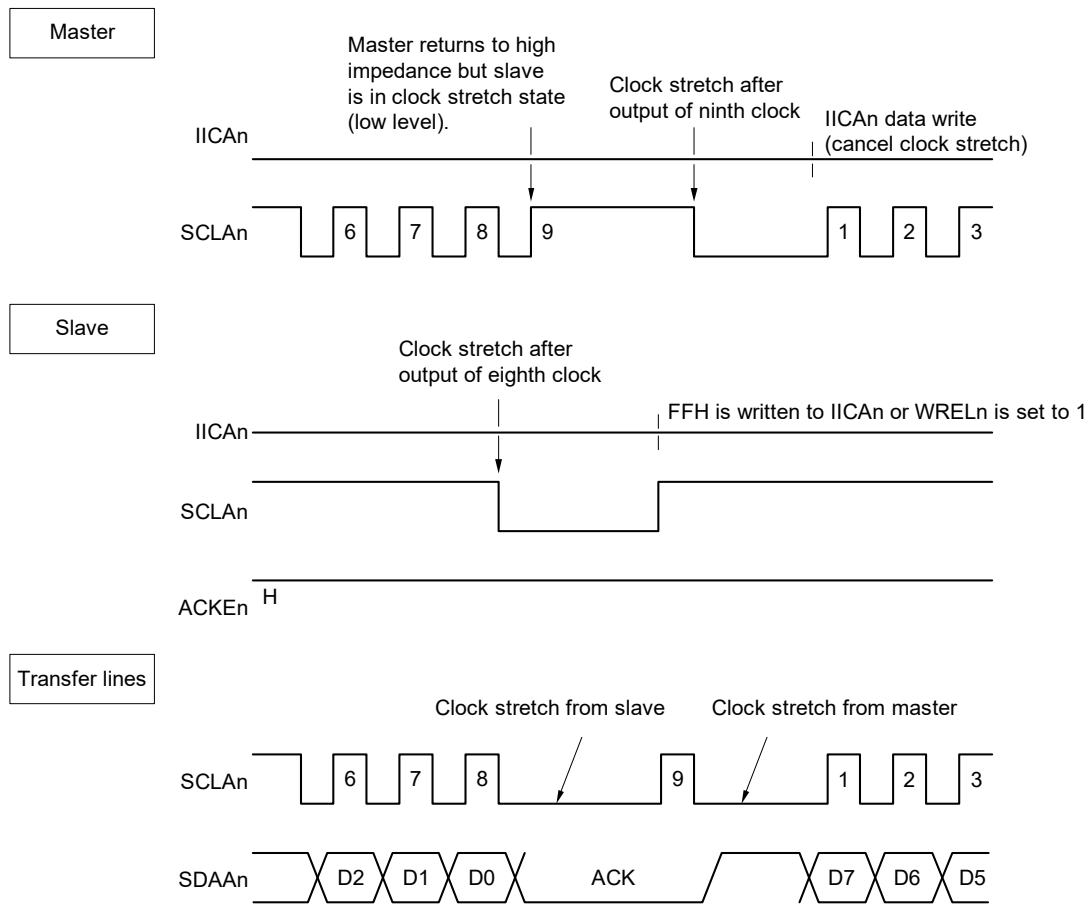 Master
Master returns to high
impedance but slave
is in clock stretch state
(low level).
Clock stretch after
output of ninth clock
IICAn data write
(cancel clock stretch)
IICAn
SCLAn
6
7
8
9
1
2
3
Slave
Clock stretch after
output of eighth clock
FFH is written to IICAn or WRELn is set to 1
IICAn
SCLAn
ACKEn
H
Transfer lines
Clock stretch from slave
Clock stretch from master
SCLAn
6
7
8
9
1
2
3
SDAAn
D2
D1
D0
ACK
D7
D6
D5